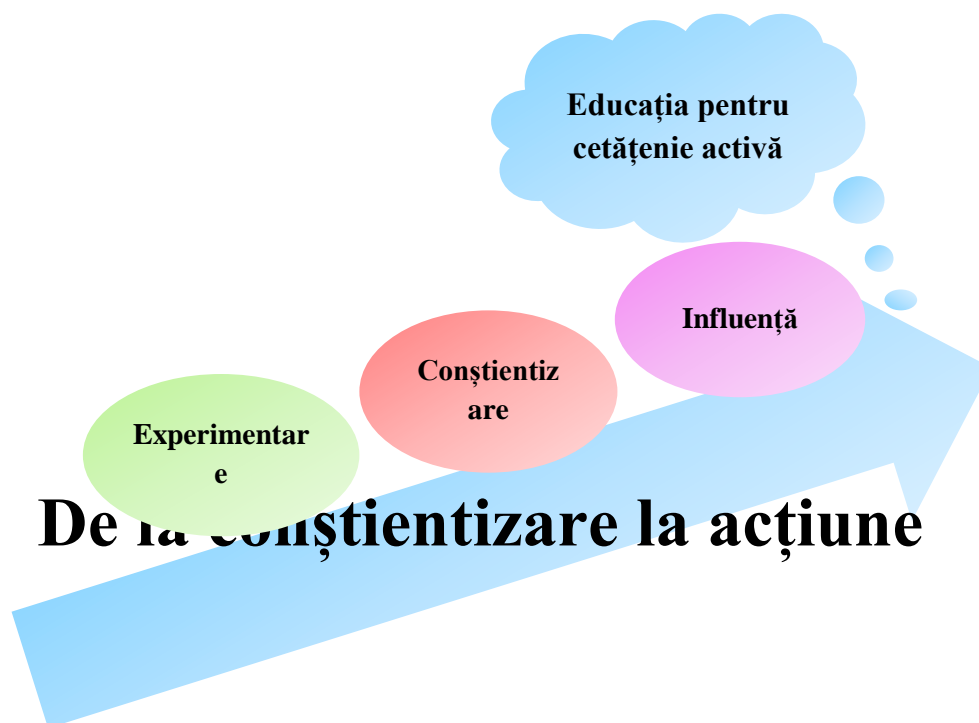 Educația pentru
cetățenie activă
Influență
Conștientiz
are
Experimentar
e
De la conștientizare la acțiune